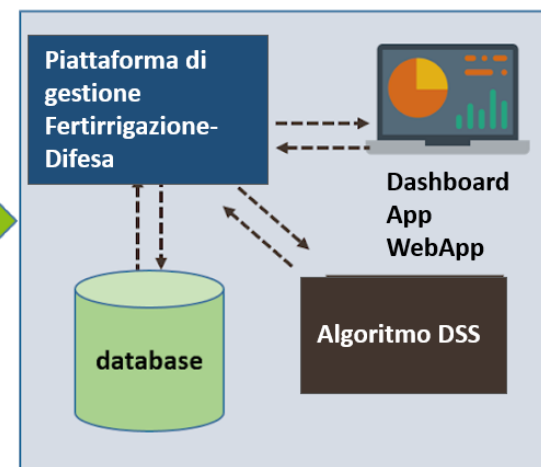 Piattaforma di
gestione
Fertirrigazione-
Difesa
Dashboard
App
WebApp
Algoritmo DSS
database